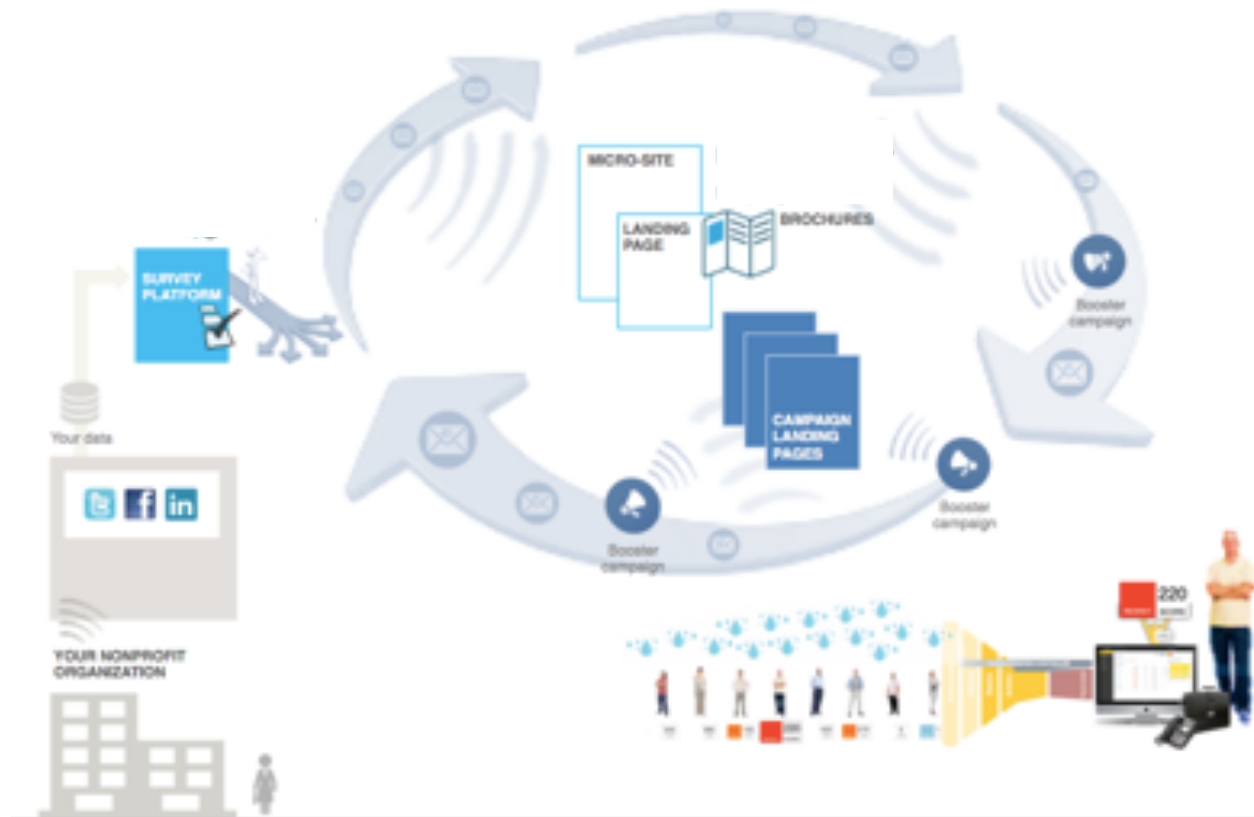 MICRO-SITE
LANDING
PAGE
BROCHURES
SURVEY
PLATFORM
Booster
campaign
CAMPAIGN
LANDING
PAGES
Your data
in
Booster
campaign
Booster
campaign
220
YOUR NONPROFIT
ORGANIZATION